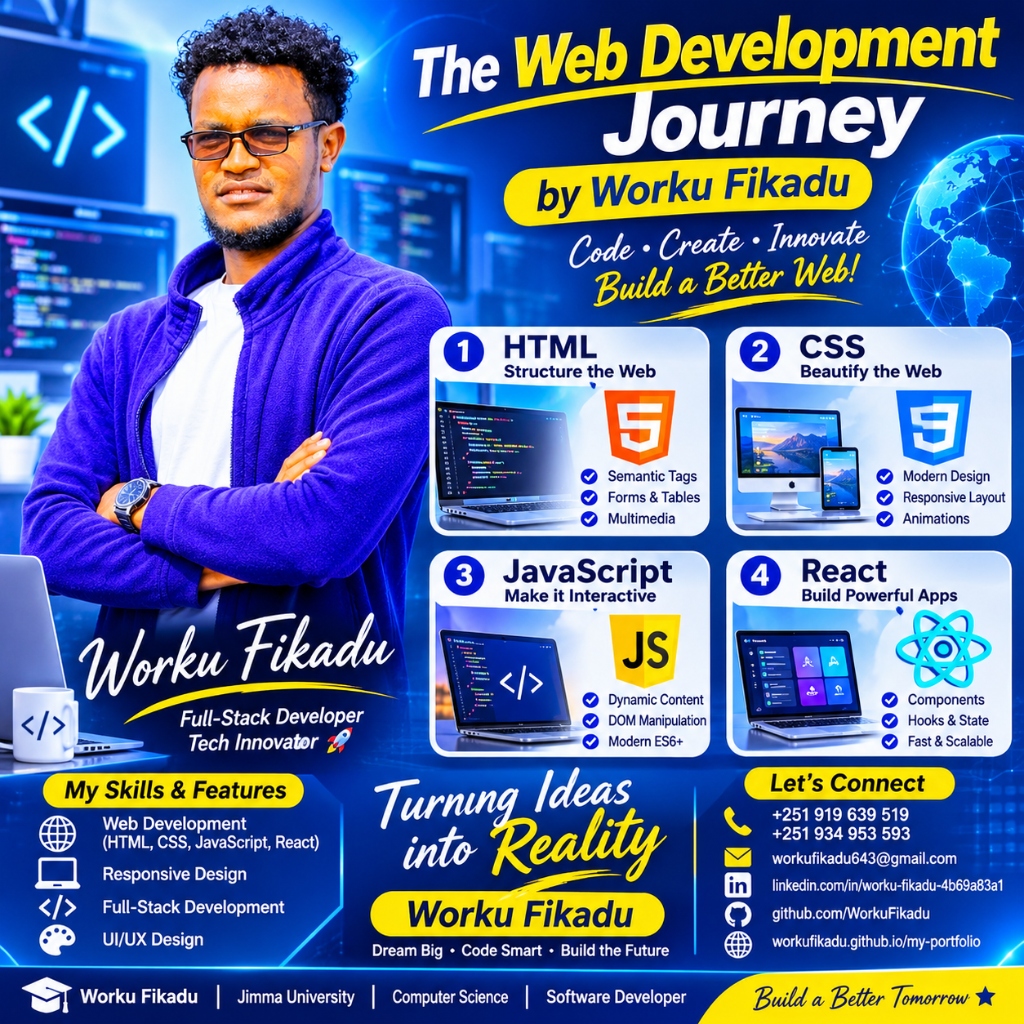 </>
The Web Development
Journey
by Worku Fikadu
Code • Create • Innovate
Build a Better Web!
1 HTML
Structure the Web
5
Semantic Tags
Forms & Tables
Multimedia
2 CSS
Beautify the Web
3
Modern Design
Responsive Layout
Animations
3 JavaScript
Make it Interactive
</>
JS
Dynamic Content
DOM Manipulation
Modern ES6+
4 React
Build Powerful Apps
Components
Hooks & State
Fast & Scalable
Worku Fikadu
Full-Stack Developer
Tech Innovator 🚀
</>
My Skills & Features
Web Development
(HTML, CSS, JavaScript, React)
Responsive Design
</> Full-Stack Development
UI/UX Design
Turning Ideas
into Reality
Worku Fikadu
Dream Big • Code Smart • Build the Future
Let's Connect
+251 919 639 519
+251 934 953 593
workufikadu643@gmail.com
in linkedin.com/in/worku-fikadu-4b69a83a1
github.com/WorkuFikadu
workufikadu.github.io/my-portfolio
Worku Fikadu | Jimma University | Computer Science | Software Developer
Build a Better Tomorrow ★